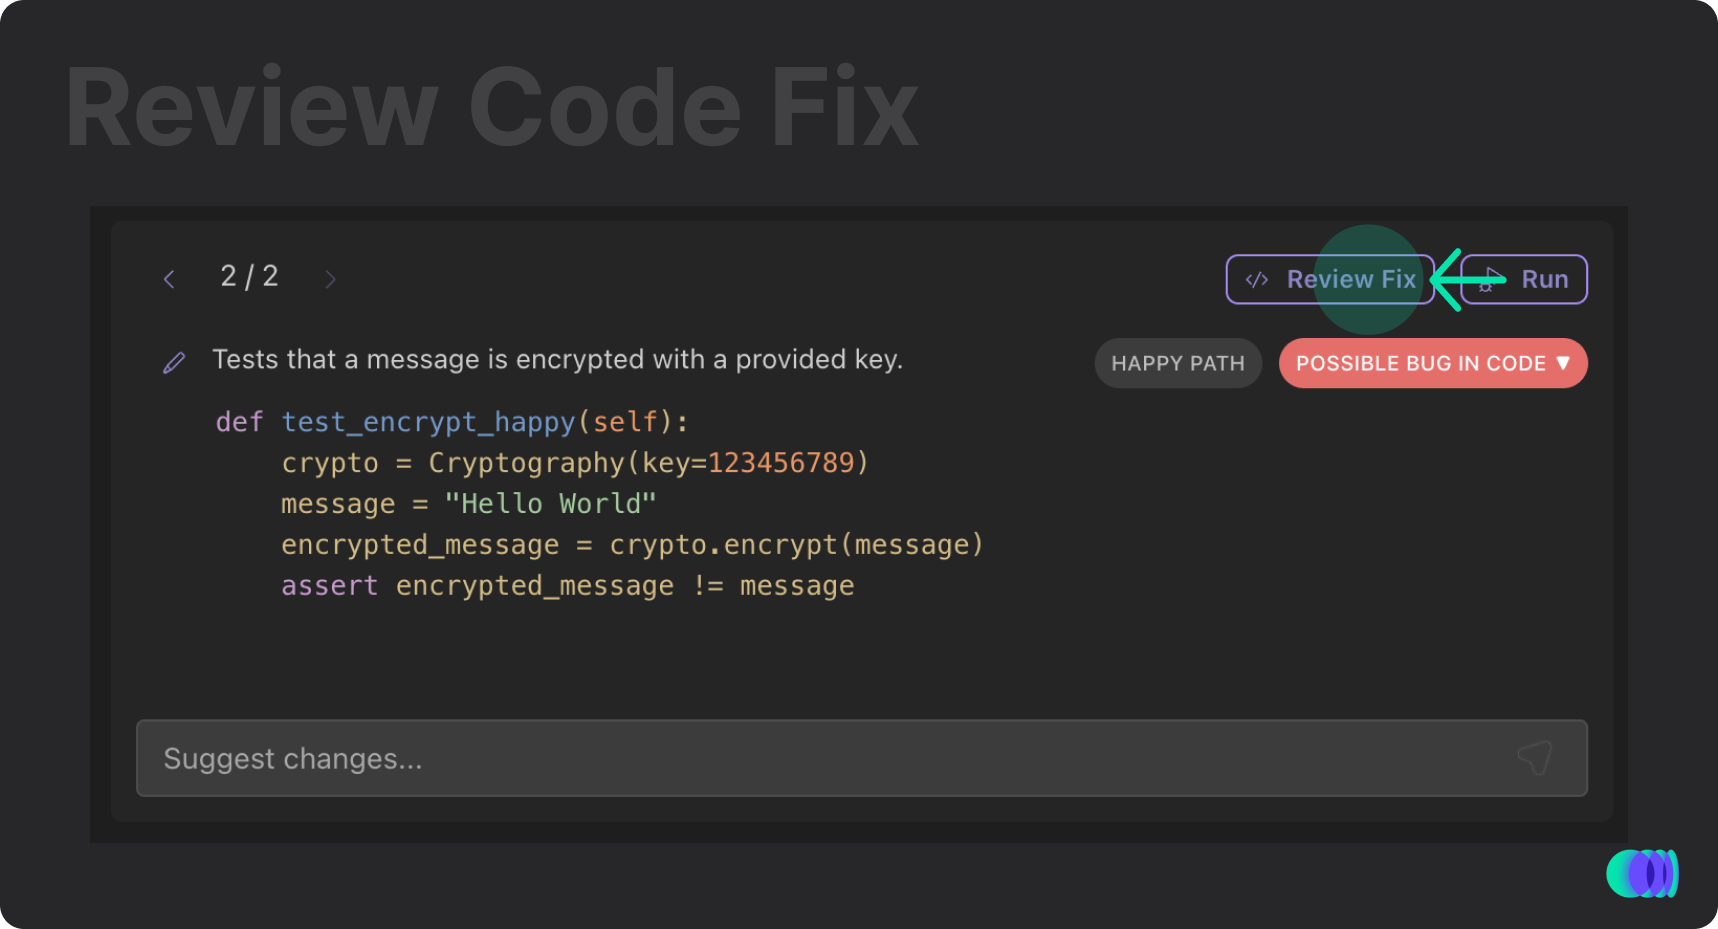 Review Code Fix
2 / 2
</> Review Fix
Run
Tests that a message is encrypted with a provided key.
HAPPY PATH
POSSIBLE BUG IN CODE ▼
def test_encrypt_happy(self):
    crypto = Cryptography(key=123456789)
    message = "Hello World"
    encrypted_message = crypto.encrypt(message)
    assert encrypted_message != message
Suggest changes...